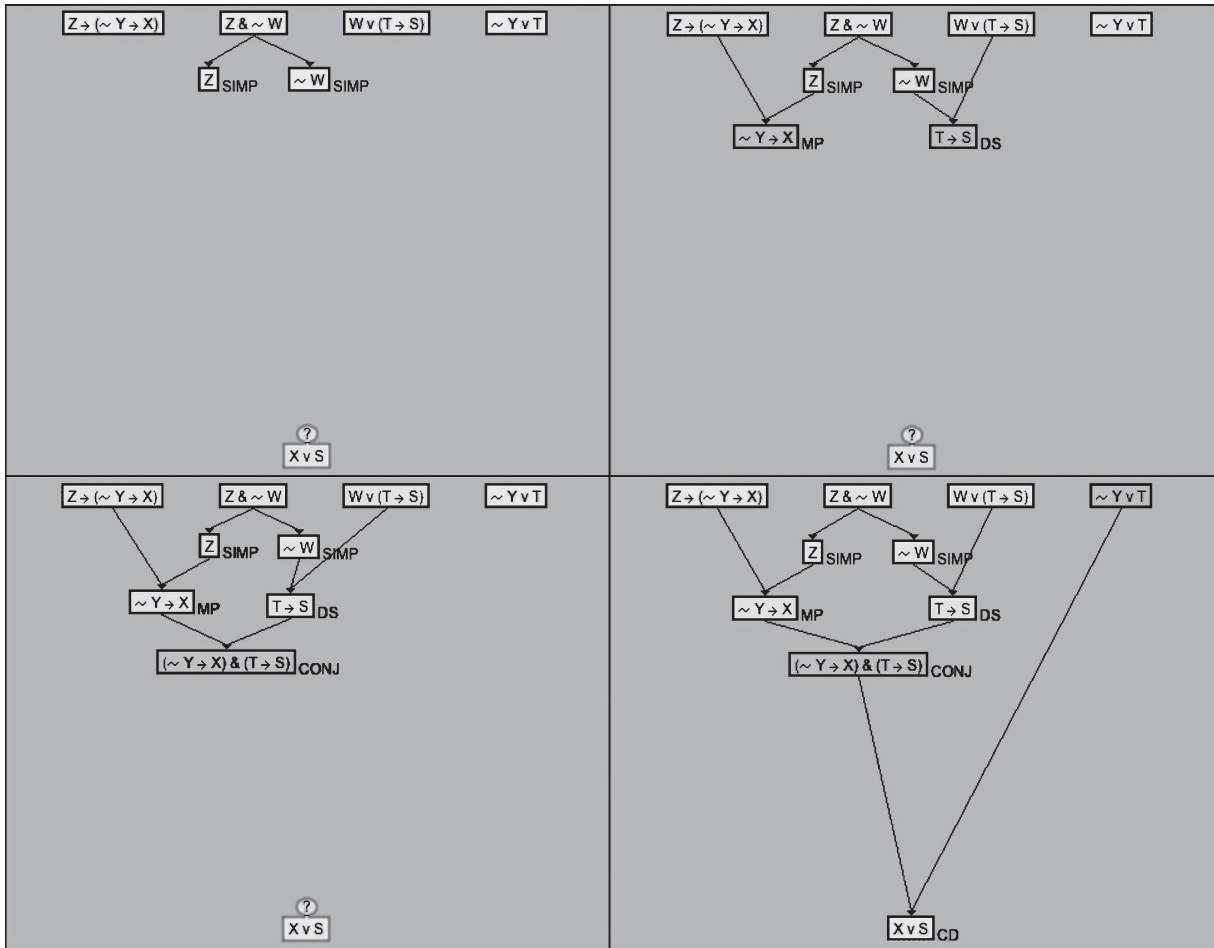 Z → (~ Y → X) Z & ~ W W v (T → S) ~ Y v T
Z SIMP ~ W SIMP
?
X v S
Z → (~ Y → X) Z & ~ W W v (T → S) ~ Y v T
Z SIMP ~ W SIMP
~ Y → X MP T → S DS
?
X v S
Z → (~ Y → X) Z & ~ W W v (T → S) ~ Y v T
Z SIMP ~ W SIMP
~ Y → X MP T → S DS
(~ Y → X) & (T → S) CONJ
?
X v S
Z → (~ Y → X) Z & ~ W W v (T → S) ~ Y v T
Z SIMP ~ W SIMP
~ Y → X MP T → S DS
(~ Y → X) & (T → S) CONJ
X v S CD